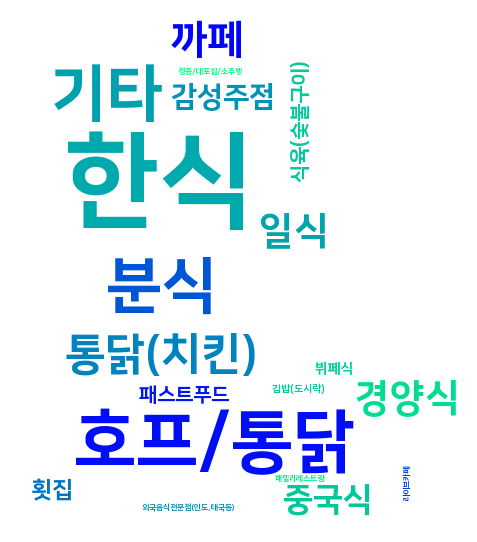 까페
정종/대포집/소주방
기타
감성주점
식육(숯불구이)
한식
일식
분식
통닭(치킨)
뷔페식
패스트푸드
김밥(도시락)
경양식
호프/통닭
패밀리레스트랑
횟집
중국식
라이브카페
외국음식전문점(인도,태국등)